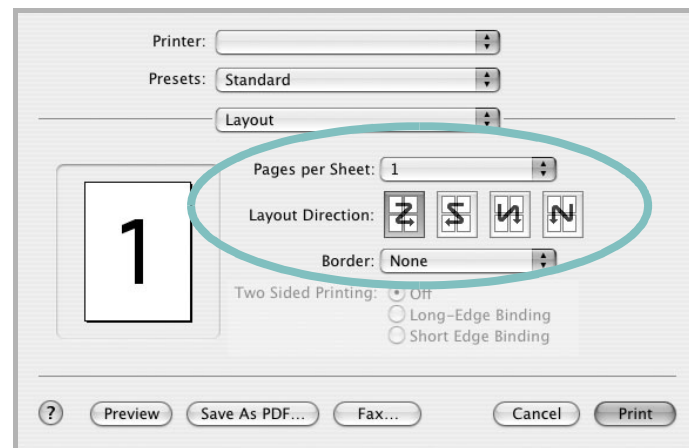 Printer:
Presets: Standard
Layout
Pages per Sheet: 1
Layout Direction:
Border: None
1
Two Sided Printing: Off
Long-Edge Binding
Short Edge Binding
? Preview Save As PDF... Fax... Cancel Print